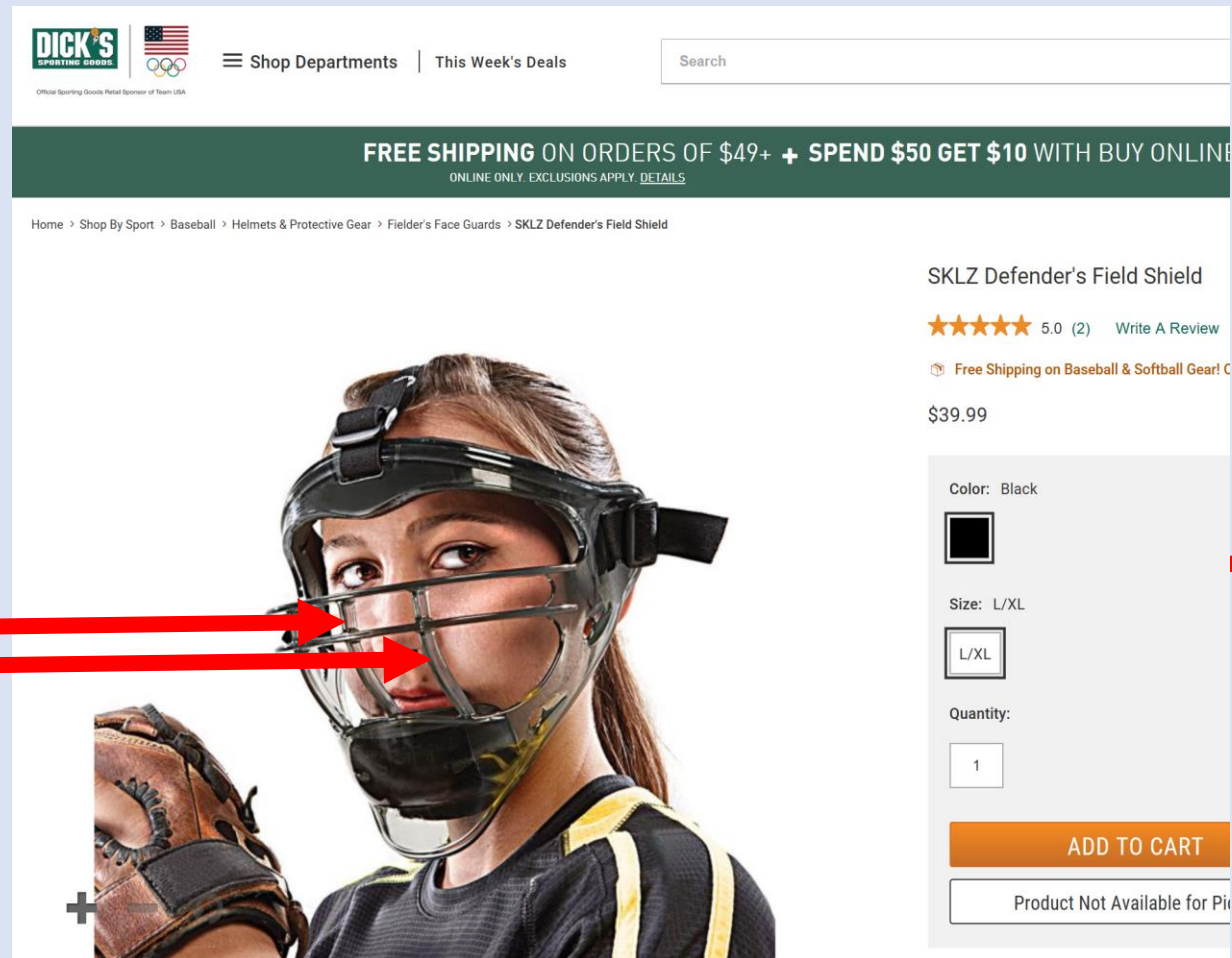 DICK'S
SPORTING GOODS.
Official Sporting Goods Retail Sponsor of Team USA
Shop Departments
This Week's Deals
Search
FREE SHIPPING ON ORDERS OF $49+ + SPEND $50 GET $10 WITH BUY ONLINE
ONLINE ONLY. EXCLUSIONS APPLY. DETAILS
Home > Shop By Sport > Baseball > Helmets & Protective Gear > Fielder's Face Guards > SKLZ Defender's Field Shield
SKLZ Defender's Field Shield
5.0 (2) Write A Review
Free Shipping on Baseball & Softball Gear!
$39.99
Color: Black
Size: L/XL
L/XL
Quantity:
1
ADD TO CART
Product Not Available for